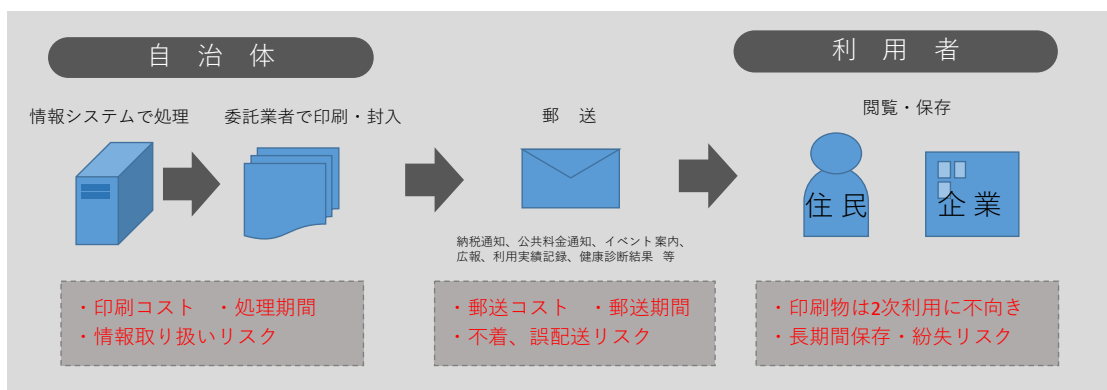 自 治 体
利 用 者
情報システムで処理
委託業者で印刷・封入
郵 送
閲覧・保存
住民
企業
納税通知、公共料金通知、イベント案内、
広報、利用実績記録、健康診断結果 等
・印刷コスト ・処理期間
・情報取り扱いリスク
・郵送コスト ・郵送期間
・不着、誤配送リスク
・印刷物は2次利用に不向き
・長期間保存・紛失リスク